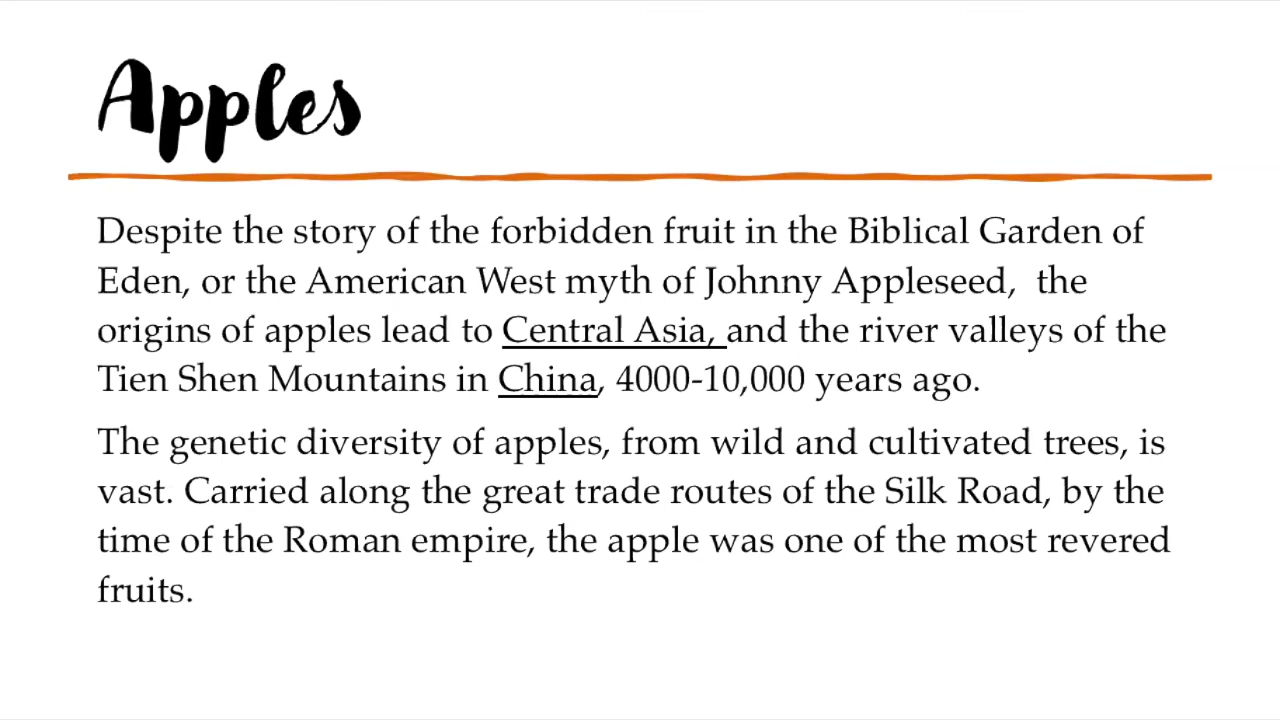 Apples
Despite the story of the forbidden fruit in the Biblical Garden of
Eden, or the American West myth of Johnny Appleseed,  the
origins of apples lead to Central Asia, and the river valleys of the
Tien Shen Mountains in China, 4000-10,000 years ago.
The genetic diversity of apples, from wild and cultivated trees, is
vast. Carried along the great trade routes of the Silk Road, by the
time of the Roman empire, the apple was one of the most revered
fruits.